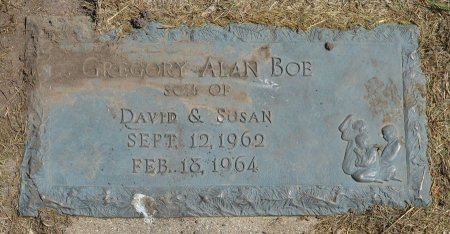 GREGORY ALAN BOE
SON OF
DAVID & SUSAN
SEPT. 12, 1962
FEB. 18, 1964